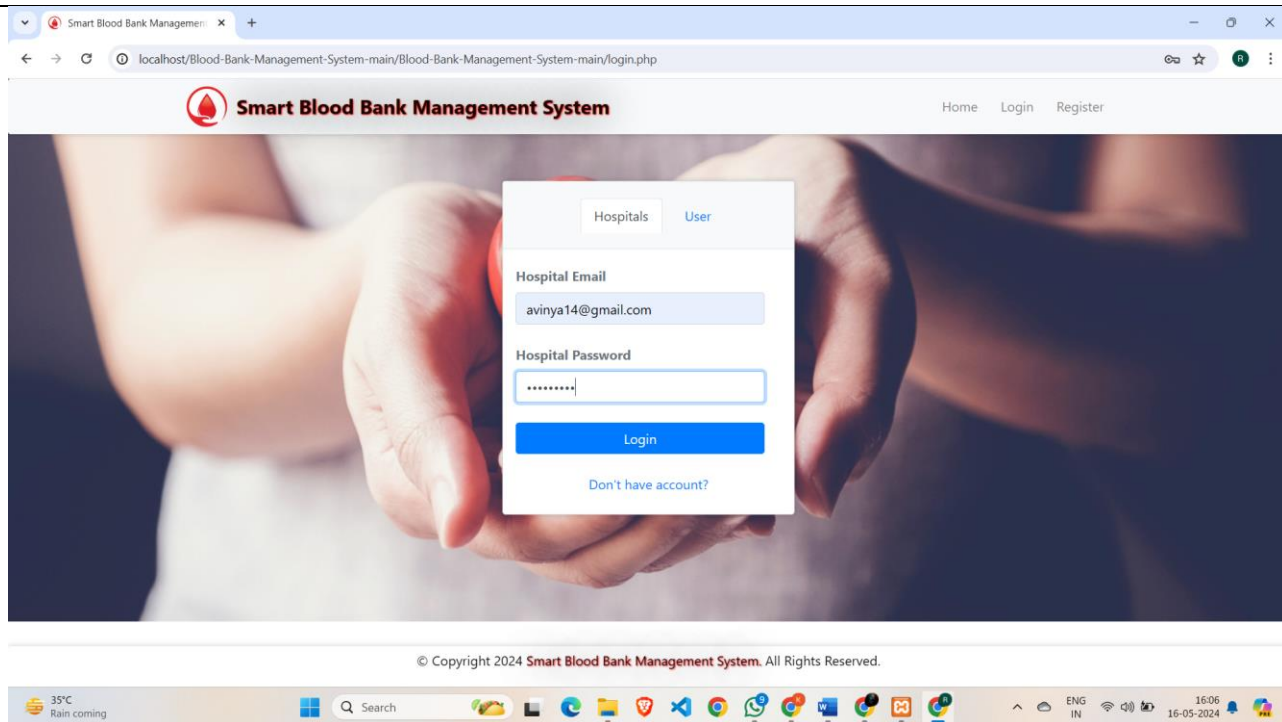 Smart Blood Bank Managemen
localhost/Blood-Bank-Management-System-main/Blood-Bank-Management-System-main/login.php
R
Smart Blood Bank Management System
Home Login Register
Hospitals User
Hospital Email
avinya14@gmail.com
Hospital Password
•••••••••
Login
Don't have account?
© Copyright 2024 Smart Blood Bank Management System. All Rights Reserved.
35°C
Rain coming
Search
ENG
IN
16:06
16-05-2024